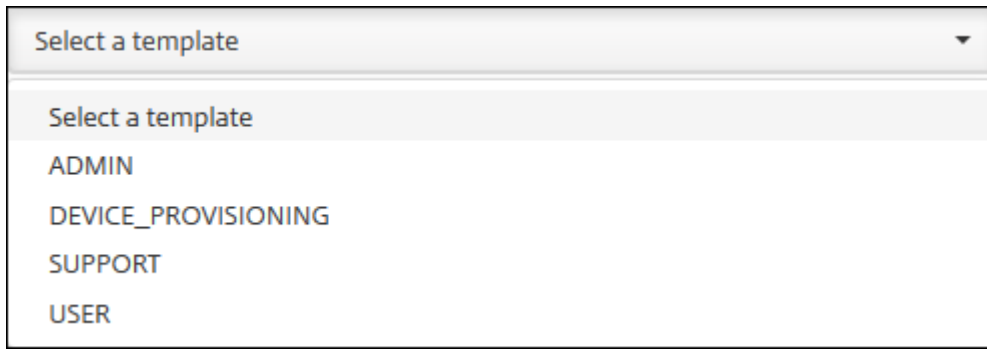 Select a template
Select a template
ADMIN
DEVICE_PROVISIONING
SUPPORT
USER